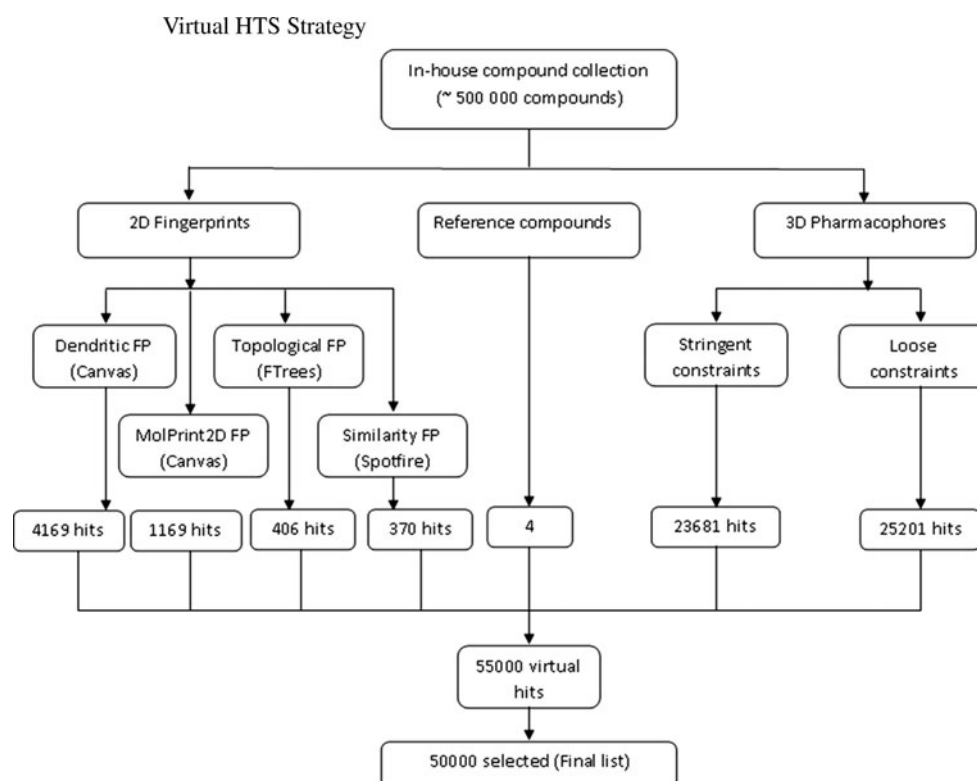 Virtual HTS Strategy
In-house compound collection
(~ 500 000 compounds)
2D Fingerprints
Reference compounds
3D Pharmacophores
Dendritic FP
(Canvas)
Topological FP
(FTrees)
Stringent
constraints
Loose
constraints
MolPrint2D FP
(Canvas)
Similarity FP
(Spotfire)
4169 hits
1169 hits
406 hits
370 hits
4
23681 hits
25201 hits
55000 virtual
hits
50000 selected (Final list)